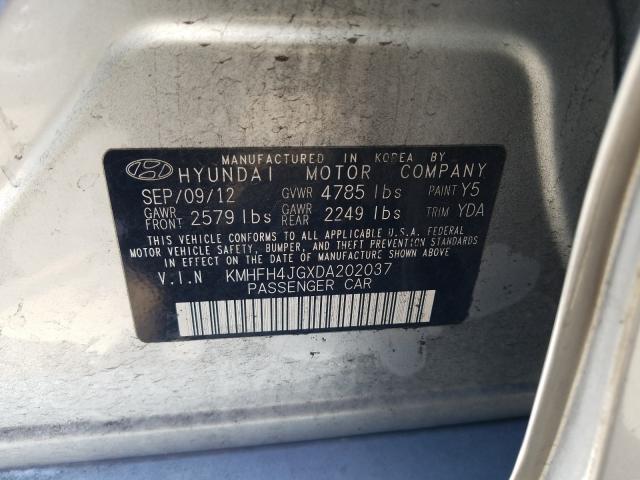 MANUFACTURED IN KOREA BY
HYUNDAI MOTOR COMPANY
SEP/09/12 GVWR 4785 lbs PAINT Y5
GAWR FRONT 2579 lbs GAWR REAR 2249 lbs TRIM YDA
THIS VEHICLE CONFORMS TO ALL APPLICABLE U.S.A. FEDERAL
MOTOR VEHICLE SAFETY, BUMPER, AND THEFT PREVENTION STANDARDS
IN EFFECT ON THE DATE OF MANUFACTURE SHOWN ABOVE.
V.I.N KMHFH4JGXDA202037
PASSENGER CAR